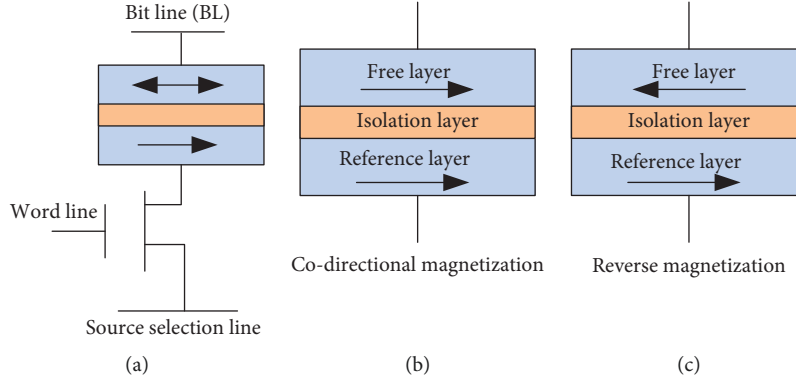 Bit line (BL)
Word line
Source selection line
(a)
Free layer
Isolation layer
Reference layer
Co-directional magnetization
(b)
Free layer
Isolation layer
Reference layer
Reverse magnetization
(c)